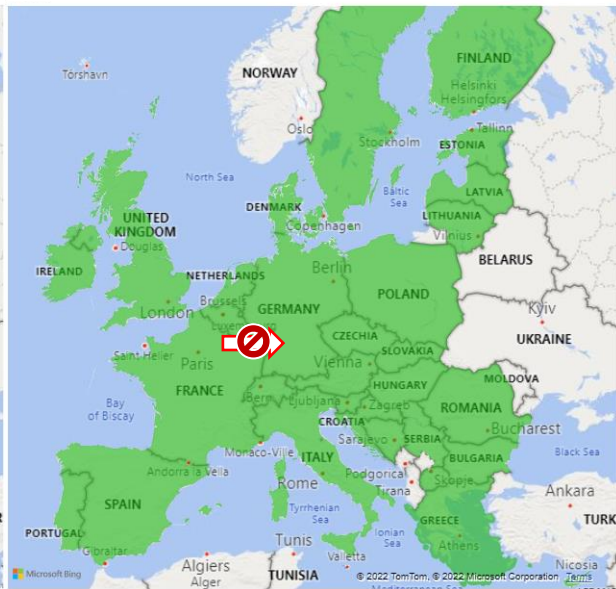 FINLAND
Tórshavn
NORWAY
Helsinki
Helsingfors
Oslo
Tallinn
Stockholm
ESTONIA
North Sea
Baltic
Sea
LATVIA
DENMARK
LITHUANIA
UNITED
KINGDOM
Copenhagen
Vilnius
Douglas
BELARUS
IRELAND
NETHERLANDS
Berlin
POLAND
London
Brussels
GERMANY
Kyiv
UKRAINE
CZECHIA
Saint Helier
Paris
SLOVAKIA
Vienna
MOLDOVA
FRANCE
Bern
HUNGARY
Bay
of Biscay
Ljubljana
Zagreb
ROMANIA
CROATIA
Bucharest
Sarajevo
SERBIA
Monaco-Ville
ITALY
BULGARIA
Black Sea
Andorra la Vella
Podgorica
Skopje
Rome
Tirana
Ankara
SPAIN
Tyrrhenian
Sea
TURK
PORTUGAL
GREECE
Ionian
Sea
Athens
Gibraltar
Tunis
Valletta
Nicosia
Algiers
Alger
TUNISIA
Microsoft Bing
© 2022 TomTom, © 2022 Microsoft Corporation Terms
Mediterranean Sea